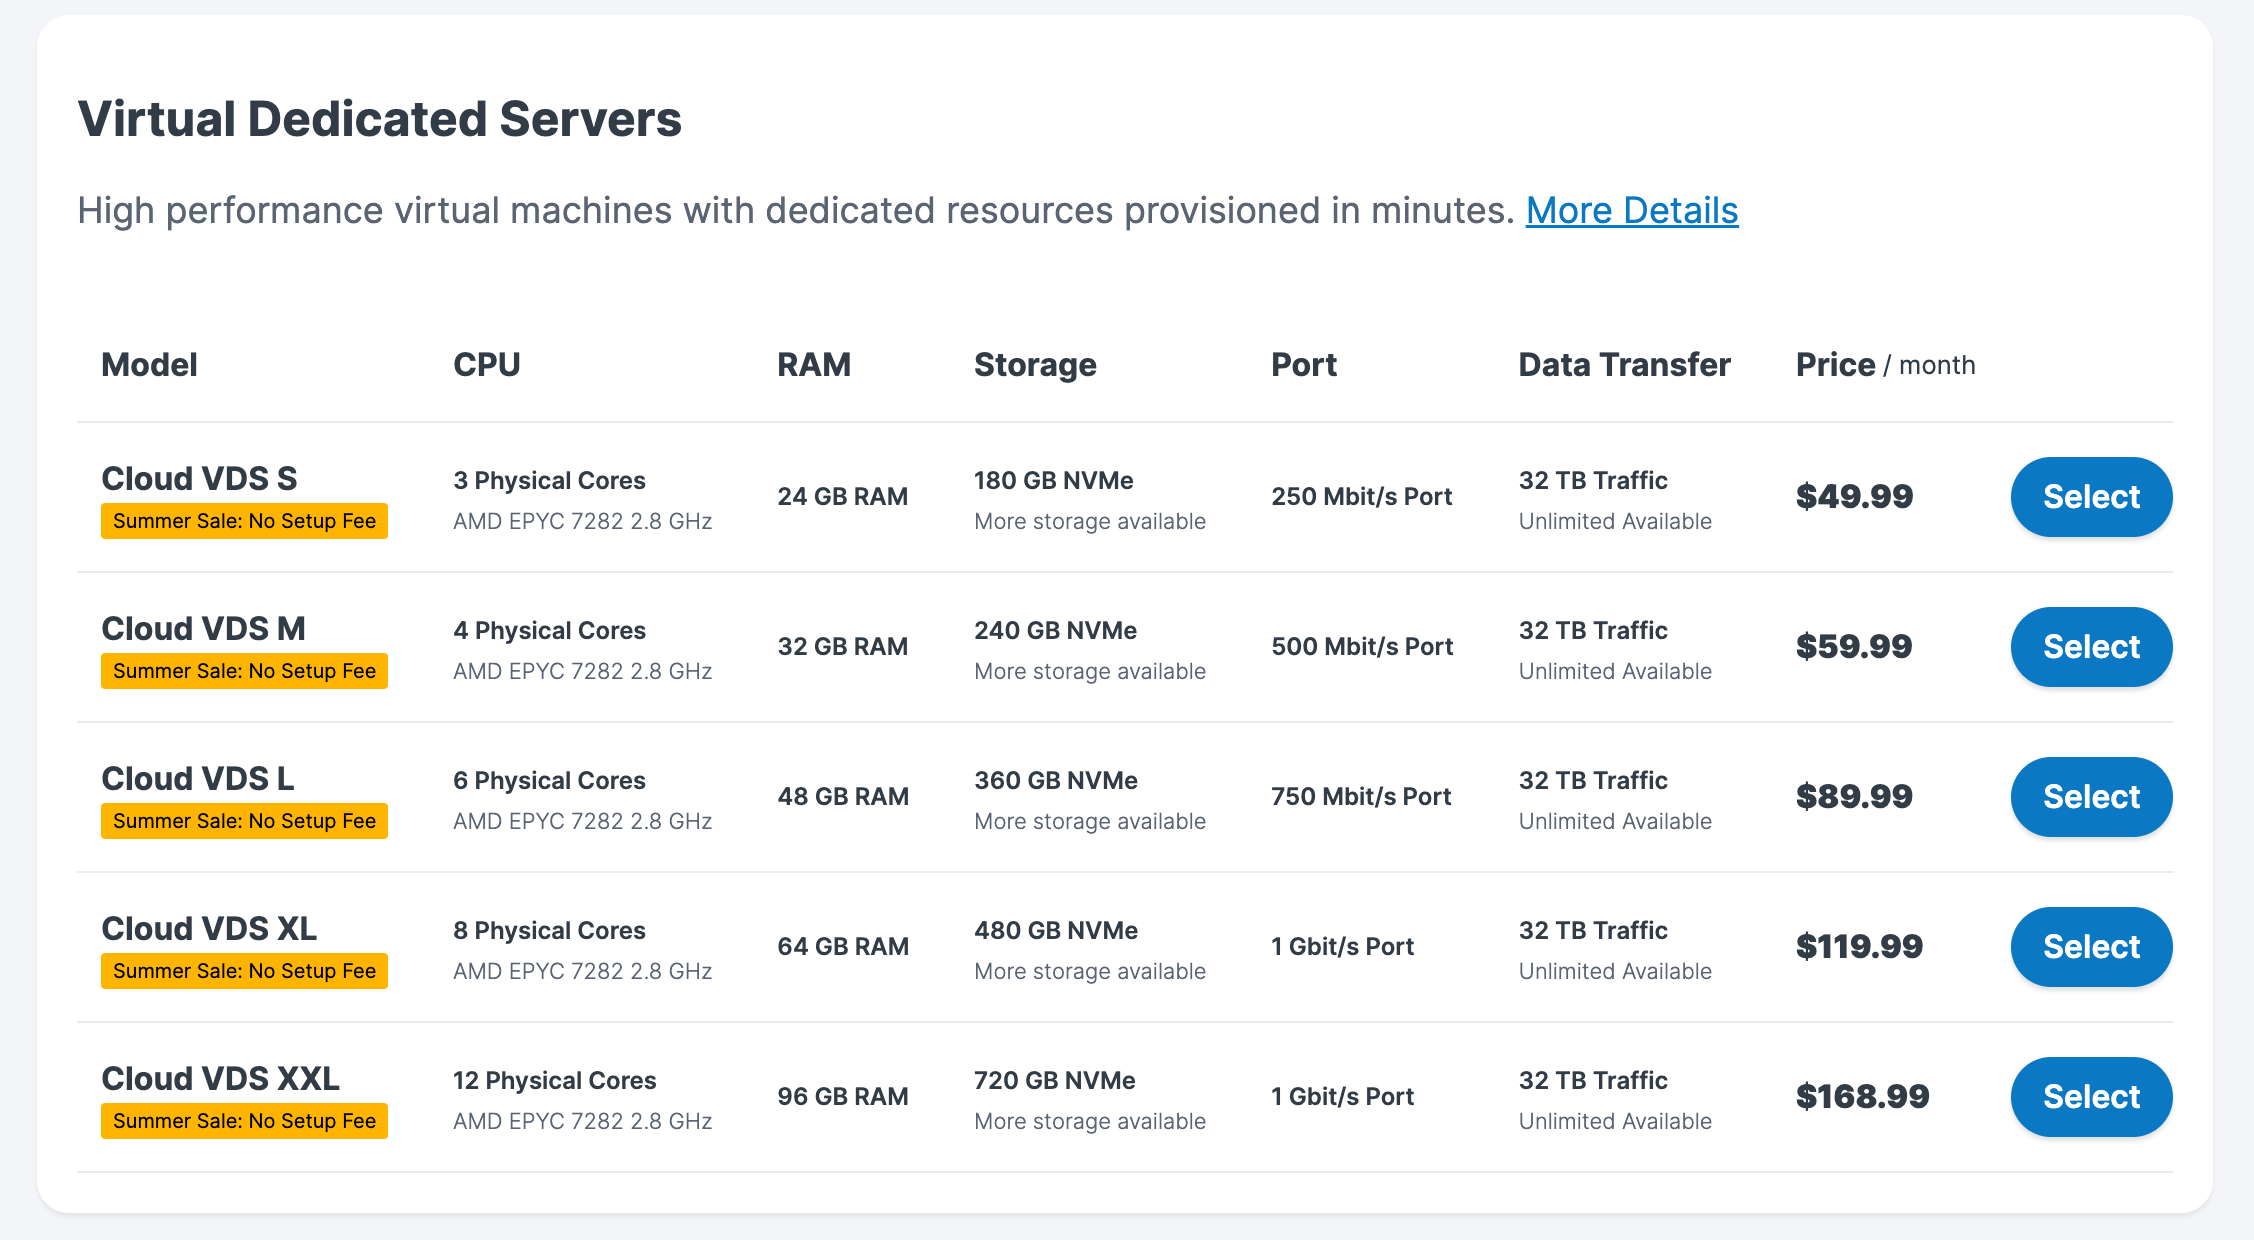 Virtual Dedicated Servers
High performance virtual machines with dedicated resources provisioned in minutes. More Details
Model CPU RAM Storage Port Data Transfer Price / month
Cloud VDS S
Summer Sale: No Setup Fee
3 Physical Cores
AMD EPYC 7282 2.8 GHz
24 GB RAM
180 GB NVMe
More storage available
250 Mbit/s Port
32 TB Traffic
Unlimited Available
$49.99
Select
Cloud VDS M
Summer Sale: No Setup Fee
4 Physical Cores
AMD EPYC 7282 2.8 GHz
32 GB RAM
240 GB NVMe
More storage available
500 Mbit/s Port
32 TB Traffic
Unlimited Available
$59.99
Select
Cloud VDS L
Summer Sale: No Setup Fee
6 Physical Cores
AMD EPYC 7282 2.8 GHz
48 GB RAM
360 GB NVMe
More storage available
750 Mbit/s Port
32 TB Traffic
Unlimited Available
$89.99
Select
Cloud VDS XL
Summer Sale: No Setup Fee
8 Physical Cores
AMD EPYC 7282 2.8 GHz
64 GB RAM
480 GB NVMe
More storage available
1 Gbit/s Port
32 TB Traffic
Unlimited Available
$119.99
Select
Cloud VDS XXL
Summer Sale: No Setup Fee
12 Physical Cores
AMD EPYC 7282 2.8 GHz
96 GB RAM
720 GB NVMe
More storage available
1 Gbit/s Port
32 TB Traffic
Unlimited Available
$168.99
Select